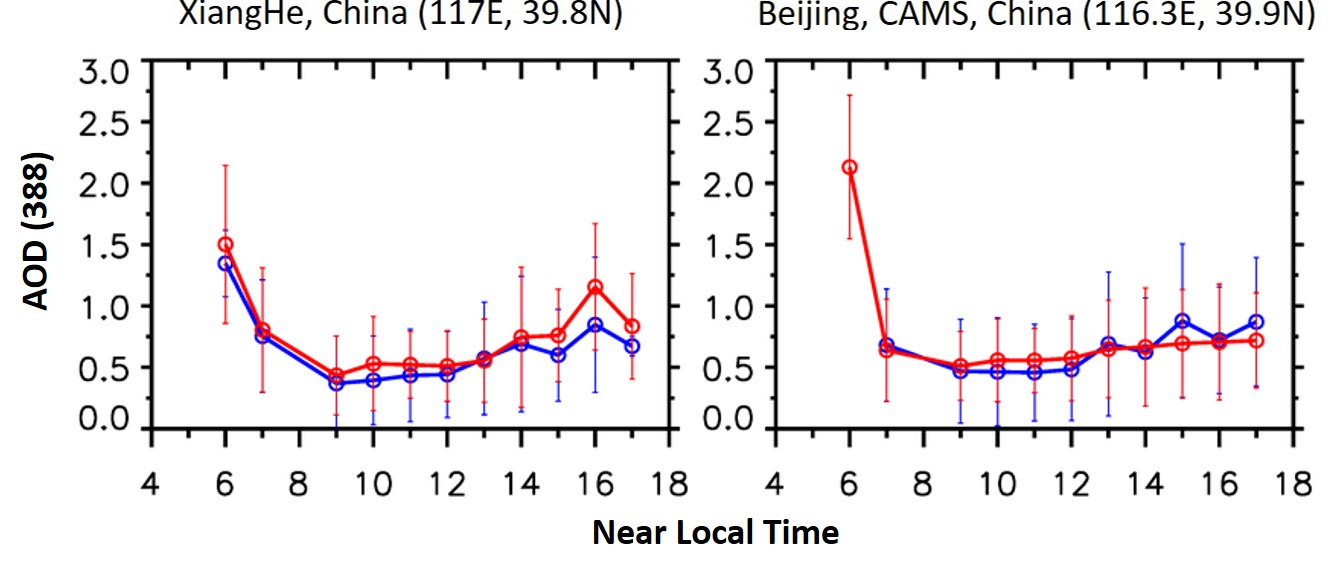 XiangHe, China (117E, 39.8N)
Beijing, CAMS, China (116.3E, 39.9N)
AOD (388)
3.0
2.5
2.0
1.5
1.0
0.5
0.0
4 6 8 10 12 14 16 18
3.0
2.5
2.0
1.5
1.0
0.5
0.0
4 6 8 10 12 14 16 18
Near Local Time